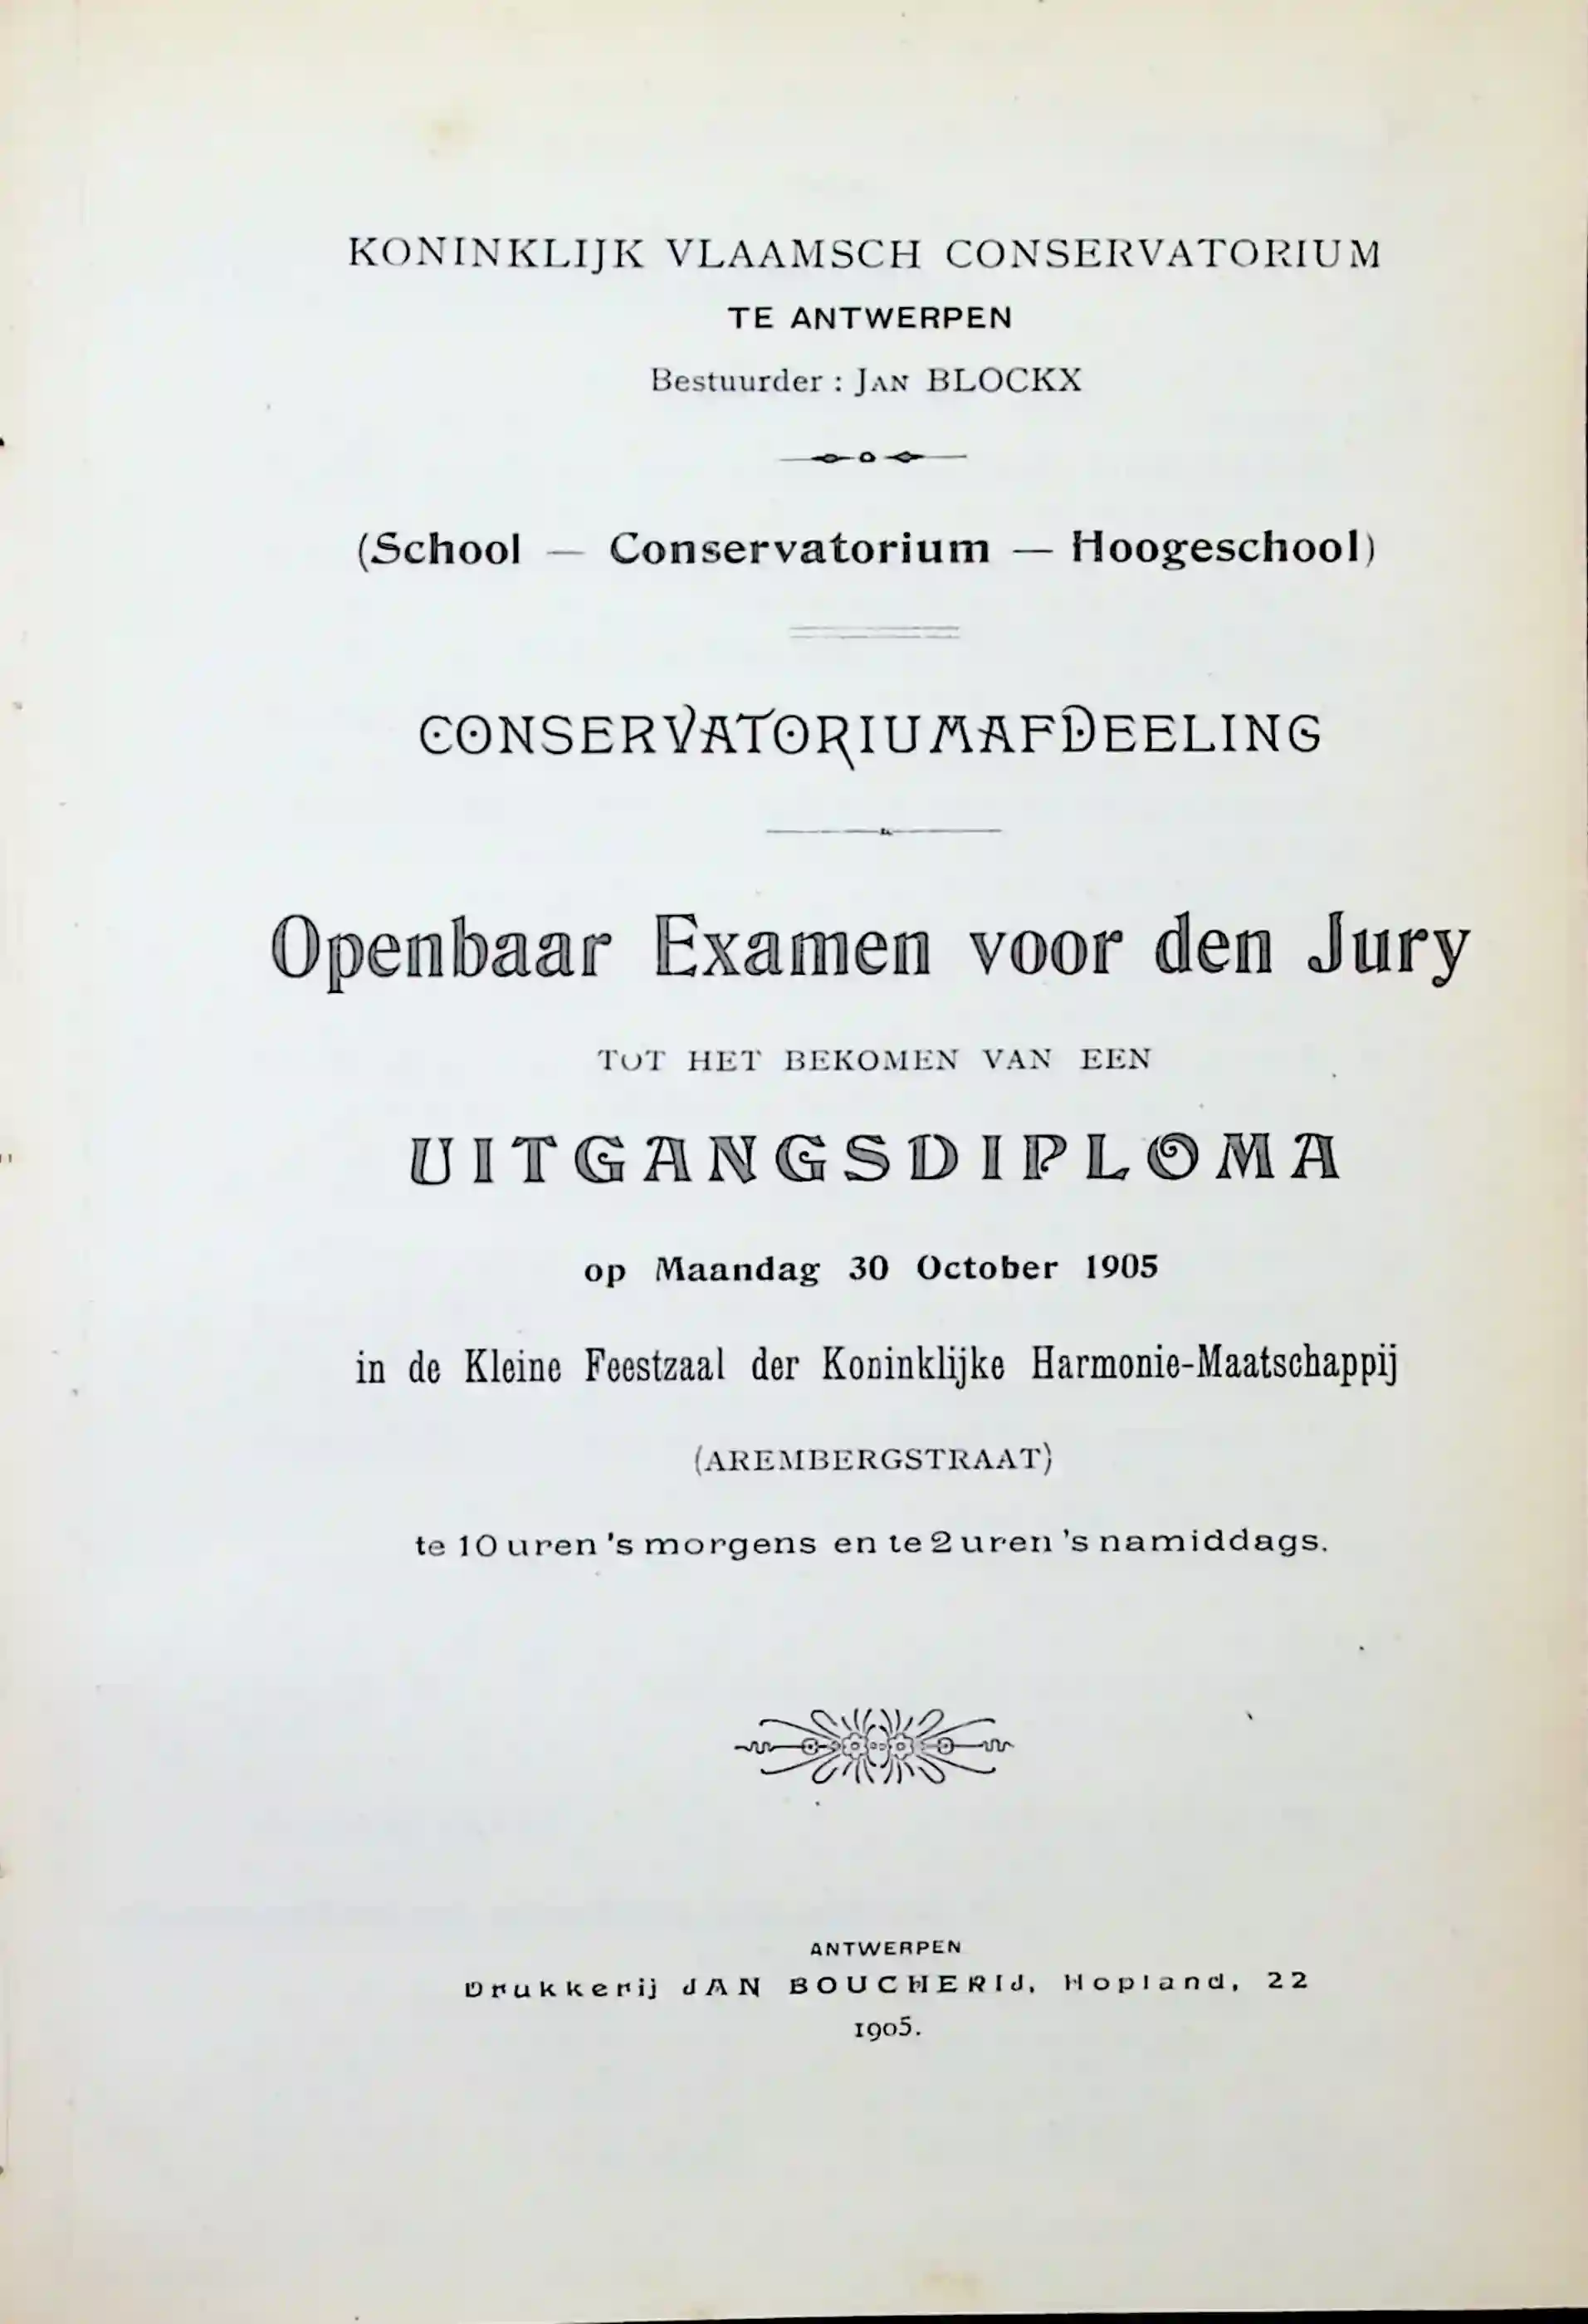 KONINKLIJK VLAAMSCH CONSERVATORIUM
TE ANTWERPEN
Bestuurder : JAN BLOCKX
(School — Conservatorium — Hoogeschool)
CONSERVATORIUMAFDEELING
Openbaar Examen voor den Jury
TOT HET BEKOMEN VAN EEN
UITGANGSDIPLOMA
op Maandag 30 October 1905
in de Kleine Feestzaal der Koninklijke Harmonie-Maatschappij
(AREMBERGSTRAAT)
te 10 uren 's morgens en te 2 uren 's namiddags.
ANTWERPEN
Drukkerij JAN BOUCHERIJ, Hopland, 22
1905.